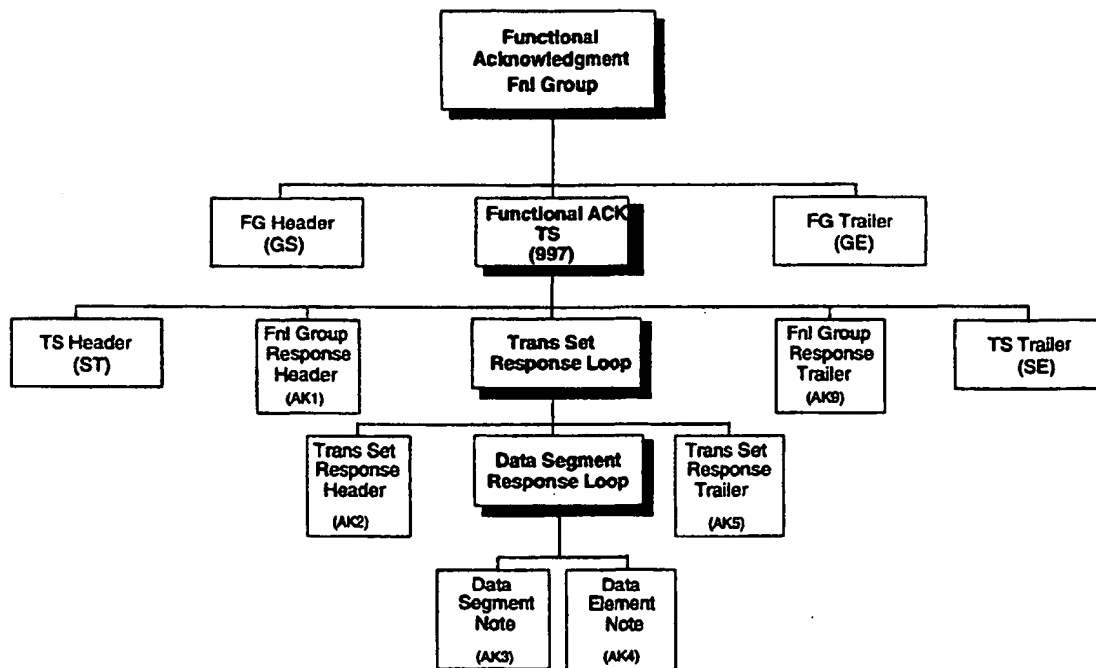 Functional
Acknowledgment
Fnl Group
FG Header
(GS)
Functional ACK
TS
(997)
FG Trailer
(GE)
TS Header
(ST)
Fnl Group
Response
Header
(AK1)
Trans Set
Response Loop
Fnl Group
Response
Trailer
(AK9)
TS Trailer
(SE)
Trans Set
Response
Header
(AK2)
Data Segment
Response Loop
Trans Set
Response
Trailer
(AK5)
Data
Segment
Note
(AK3)
Data
Element
Note
(AK4)